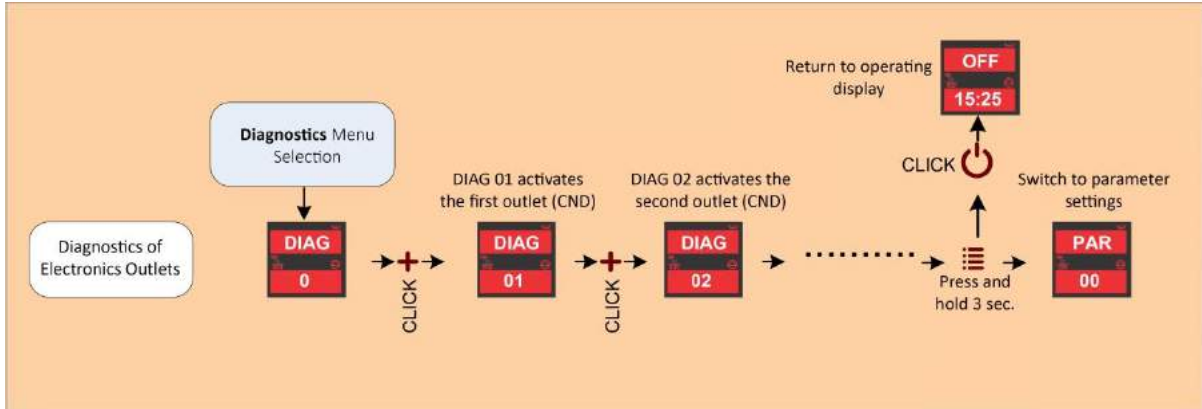 Return to operating
display
OFF
15:25
CLICK
Diagnostics Menu
Selection
DIAG 01 activates
the first outlet (CND)
DIAG 02 activates the
second outlet (CND)
Switch to parameter
settings
Diagnostics of
Electronics Outlets
DIAG
0
CLICK
DIAG
01
CLICK
DIAG
02
Press and
hold 3 sec.
PAR
00